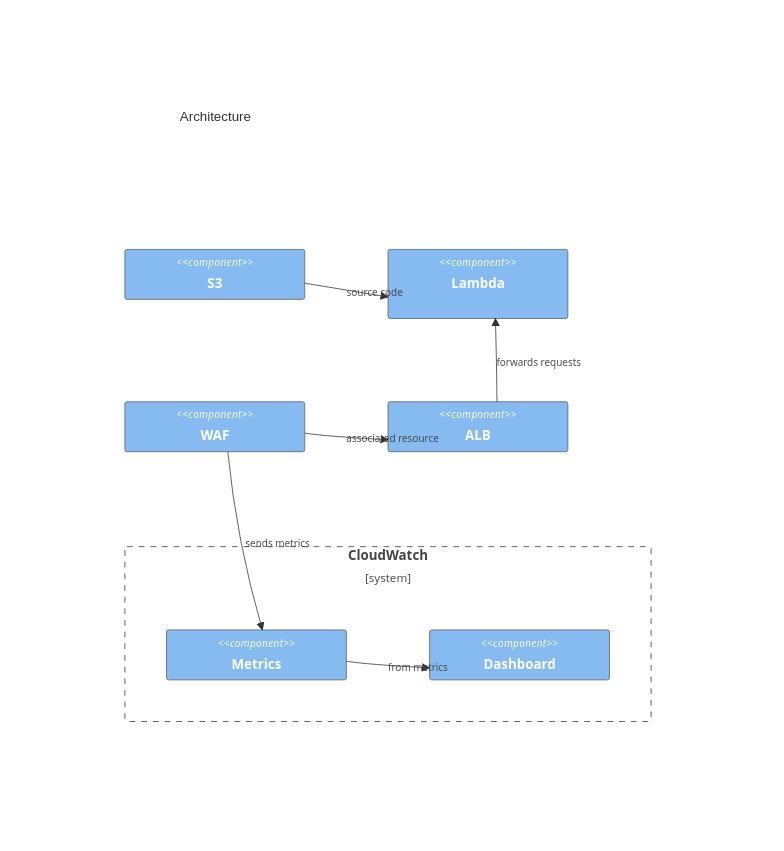 Architecture
<<component>>
S3
<<component>>
Lambda
source code
forwards requests
<<component>>
WAF
<<component>>
ALB
associated resource
sends metrics
CloudWatch
[system]
<<component>>
Metrics
<<component>>
Dashboard
from metrics